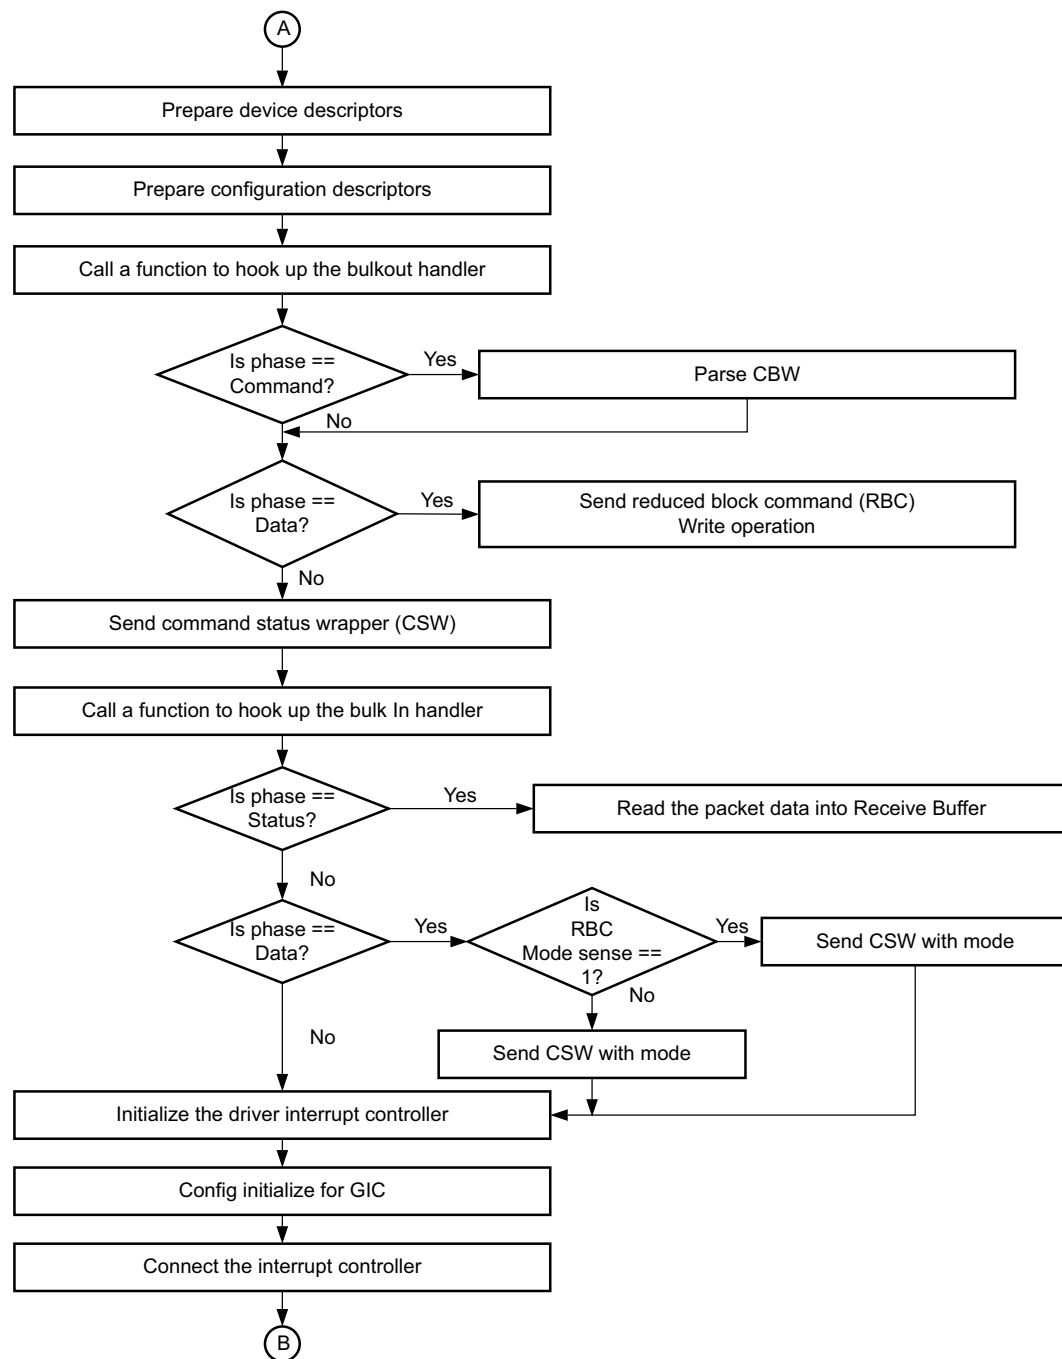 A
Prepare device descriptors
Prepare configuration descriptors
Call a function to hook up the bulkout handler
Is phase ==
Command?
Yes
Parse CBW
No
Is phase ==
Data?
Yes
Send reduced block command (RBC)
Write operation
No
Send command status wrapper (CSW)
Call a function to hook up the bulk In handler
Is phase ==
Status?
Yes
Read the packet data into Receive Buffer
No
Is phase ==
Data?
Yes
Is
RBC
Mode sense ==
1?
Yes
Send CSW with mode
No
No
Send CSW with mode
Initialize the driver interrupt controller
Config initialize for GIC
Connect the interrupt controller
B